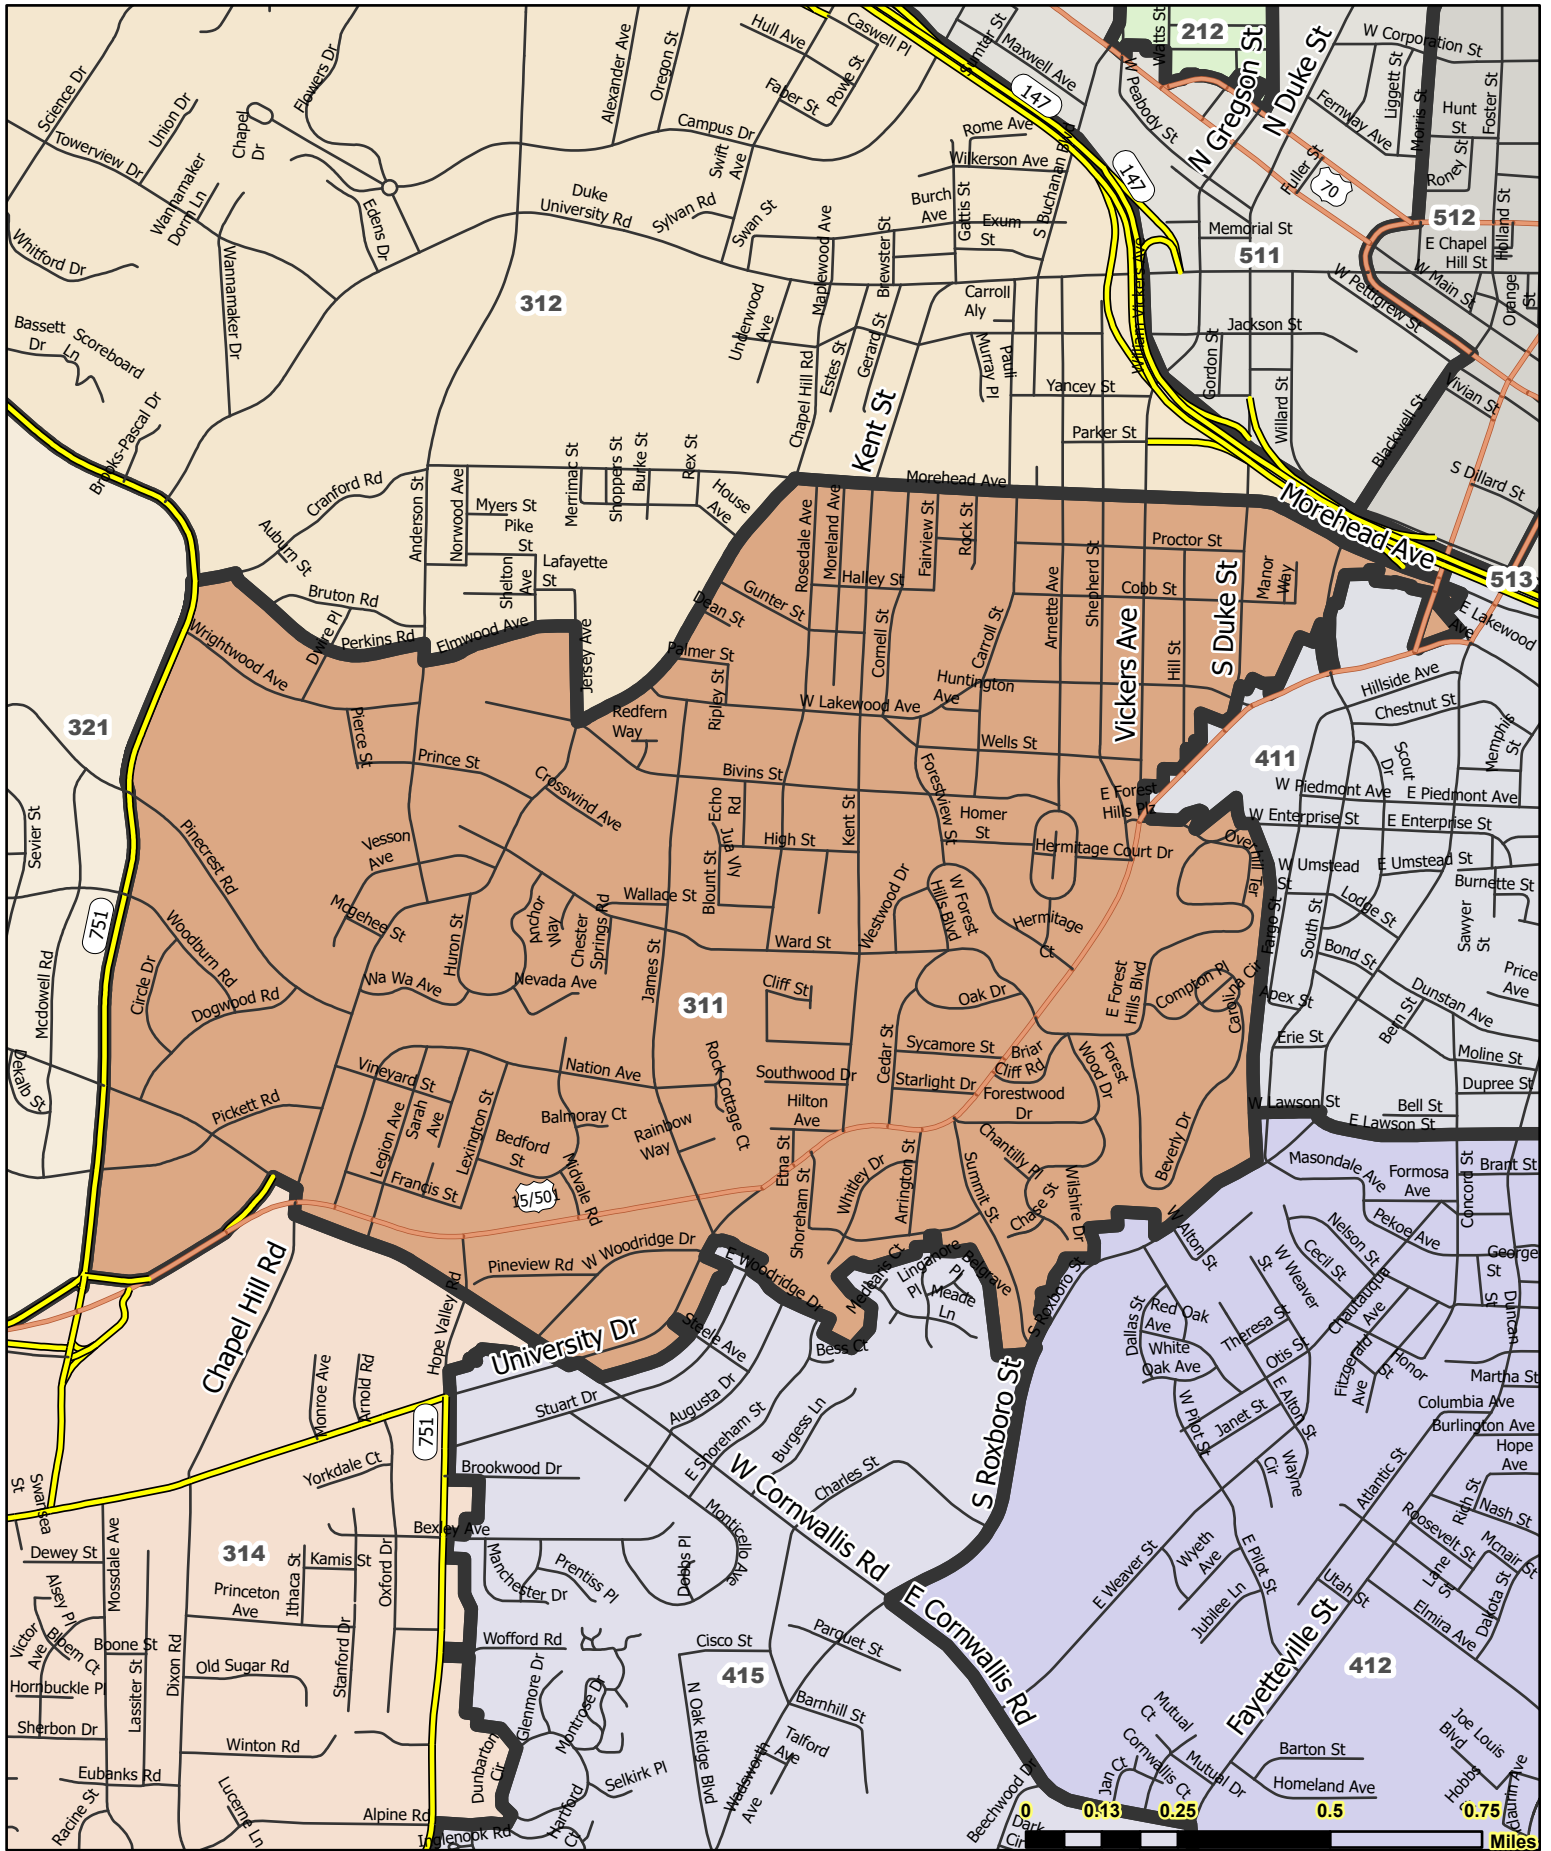 Hull Ave
Caswell Pl
Sumter St
Maxwell Ave
Watts St
212
N Gregson St
N Duke St
W Corporation St
Science Dr
Flowers Dr
Alexander Ave
Oregon St
Faber St
Powe St
147
W Peabody St
Fernway Ave
Liggett St
Morris St
Hunt
St
Foster St
Towerview Dr
Union Dr
Chapel
Dr
Campus Dr
Swift
Ave
Rome Ave
Wilkerson Ave
S Buchanan Blvd
147
Fuller St
70
Roney St
Wannamaker
Dorm Ln
Edens Dr
Duke
University Rd
Sylvan Rd
Swan St
Burch
Ave
Gattis St
Exum
St
Memorial St
511
512
Holland St
E Chapel
Hill St
Whitford Dr
Wannamaker Dr
312
Underwood
Ave
Maplewood Ave
Brewster St
Carroll
Aly
William Vickers Ave
W Pettigrew St
W Main St
Orange
St
Bassett
Dr
Scoreboard
Ln
Chapel Hill Rd
Estes St
Gerard St
Murray Pl
Pauli
Yancey St
Jackson St
Gordon St
Willard St
Vivian St
Blackwell St
Brooks-Pascal Dr
Kent St
Parker St
S Dillard St
Cranford Rd
Anderson St
Norwood Ave
Myers St
Pike
St
Merrimac St
Shoppers St
Burke St
Rex St
House
Ave
Morehead Ave
Morehead Ave
Auburn St
Lafayette
St
Shelton
Ave
Rosedale Ave
Moreland Ave
Fairview St
Rock St
Proctor St
Manor
Way
513
Bruton Rd
Dwire Pl
Perkins Rd
Elmwood Ave
Jersey Ave
Dean St
Gunter St
Halley St
Cornell St
Carroll St
Arnette Ave
Shepherd St
Cobb St
S Duke St
Hill St
Vickers Ave
E Lakewood
Ave
Wrightwood Ave
Palmer St
Ripley St
Huntington
Ave
W Lakewood Ave
Hillside Ave
Chestnut St
Memphis
St
321
Pierce St
Redfern
Way
Prince St
Crosswind Ave
Bivins St
Wells St
411
Scout
Dr
W Piedmont Ave
E Piedmont Ave
Sevier St
Pinecrest Rd
Vesson
Ave
Echo
Rd
Jua Vly
High St
Kent St
Forestview St
Homer
St
E Forest
Hills Plz
Hermitage Court Dr
Overhill Ter
W Enterprise St
E Enterprise St
W Umstead
St
E Umstead St
Burnette St
751
Mcgehee St
Huron St
Anchor
Way
Chester
Springs Rd
Wallace St
Blount St
Ward St
Westwood Dr
W Forest
Hills Blvd
Hermitage
Ct
Fargo St
South St
Lodge St
Bond St
Sawyer
St
Mcdowell Rd
Woodburn Rd
Circle Dr
Dogwood Rd
Wa Wa Ave
Nevada Ave
James St
311
Cliff St
Oak Dr
E Forest
Hills Blvd
Compton Pl
Carolina Cir
Apex St
Dunstan Ave
Price
Ave
Bern St
Dekalb St
Vineyard St
Nation Ave
Rock Cottage Ct
Southwood Dr
Cedar St
Sycamore St
Starlight Dr
Briar
Cliff Rd
Forestwood
Dr
Forest
Wood Dr
Erie St
Moline St
Dupree St
Pickett Rd
Legion Ave
Sarah
Ave
Lexington St
Balmoray Ct
Bedford
St
Rainbow
Way
Hilton
Ave
Beverly Dr
W Lawson St
Bell St
E Lawson St
Francis St
15/501
Midvale Rd
Etna St
Shoreham St
Whitley Dr
Arrington St
Summit St
Chantilly Pl
Chase St
Wilshire Dr
Masondale Ave
Formosa
Ave
Concord St
Brant St
Chapel Hill Rd
Pineview Rd
W Woodridge Dr
E Woodridge Dr
Medearis Ct
Linganore
Pl
Belgrave
Pl
Meade
Ln
S Roxboro St
W Alton St
St
W Weaver
Cecil St
Nelson St
Pekoe Ave
George
St
Hope Valley Rd
University Dr
Steele Ave
Bess Ct
Dallas St
Red Oak
Ave
White
Oak Ave
Theresa St
Otis St
Chautauqua
Ave
Fitzgerald
Ave
Honor
St
Duncan
St
Martha St
Monroe Ave
Arnold Rd
Stuart Dr
Augusta Dr
E Shoreham St
Burgess Ln
S Roxboro St
W Pilot St
Janet St
E Alton St
Columbia Ave
Burlington Ave
Hope
Ave
751
Swansea
St
Yorkdale Ct
Brookwood Dr
W Cornwallis Rd
Charles St
Wayne
Cir
Atlantic St
Rich St
Nash St
Dewey St
Mossdale Ave
314
Bexley Ave
Kamis St
Ithaca St
Oxford Dr
Manchester Dr
Prentiss Pl
Dobbs Pl
Monticello Ave
E Weaver St
Wyeth
Ave
E Pilot St
Roosevelt St
Lane
St
Mcnair St
Alsey Pl
Princeton
Ave
E Cornwallis Rd
Jubilee Ln
Utah St
Fayetteville St
Elmira Ave
Dakota St
Victor
Ave
Bloem Ct
Boone St
Wofford Rd
Cisco St
Parquet St
Hornbuckle Pl
Lassiter St
Dixon Rd
Old Sugar Rd
Stanford Dr
Glenmore Dr
Montrose Dr
415
N Oak Ridge Blvd
Barnhill St
412
Sherbon Dr
Winton Rd
Talford
Ave
Mutual
Ct
Cornwallis Ct
Joe Louis
Blvd
Eubanks Rd
Dunbarton
Cir
Selkirk Pl
Wadsworth
Ave
Beechwood Dr
Jan Ct
Mutual Dr
Barton St
Homeland Ave
Hobbs
Racine St
Lucerne Ln
Alpine Rd
Inglenook Rd
Hartford
Ct
Dark
Cir
0
0.13
0.25
0.5
0.75
Miles